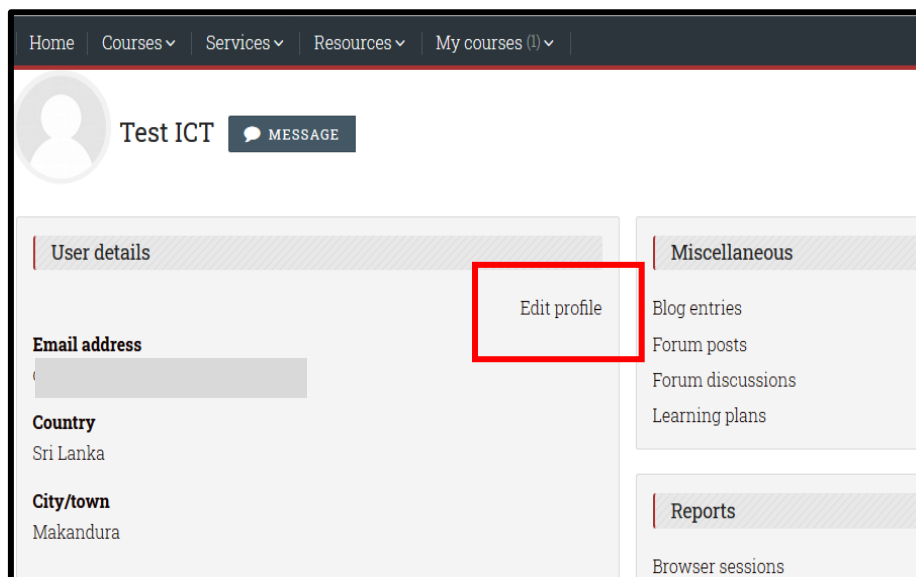 Home Courses Services Resources My courses (1)
Test ICT MESSAGE
User details
Edit profile
Email address
Country
Sri Lanka
City/town
Makandura
Miscellaneous
Blog entries
Forum posts
Forum discussions
Learning plans
Reports
Browser sessions